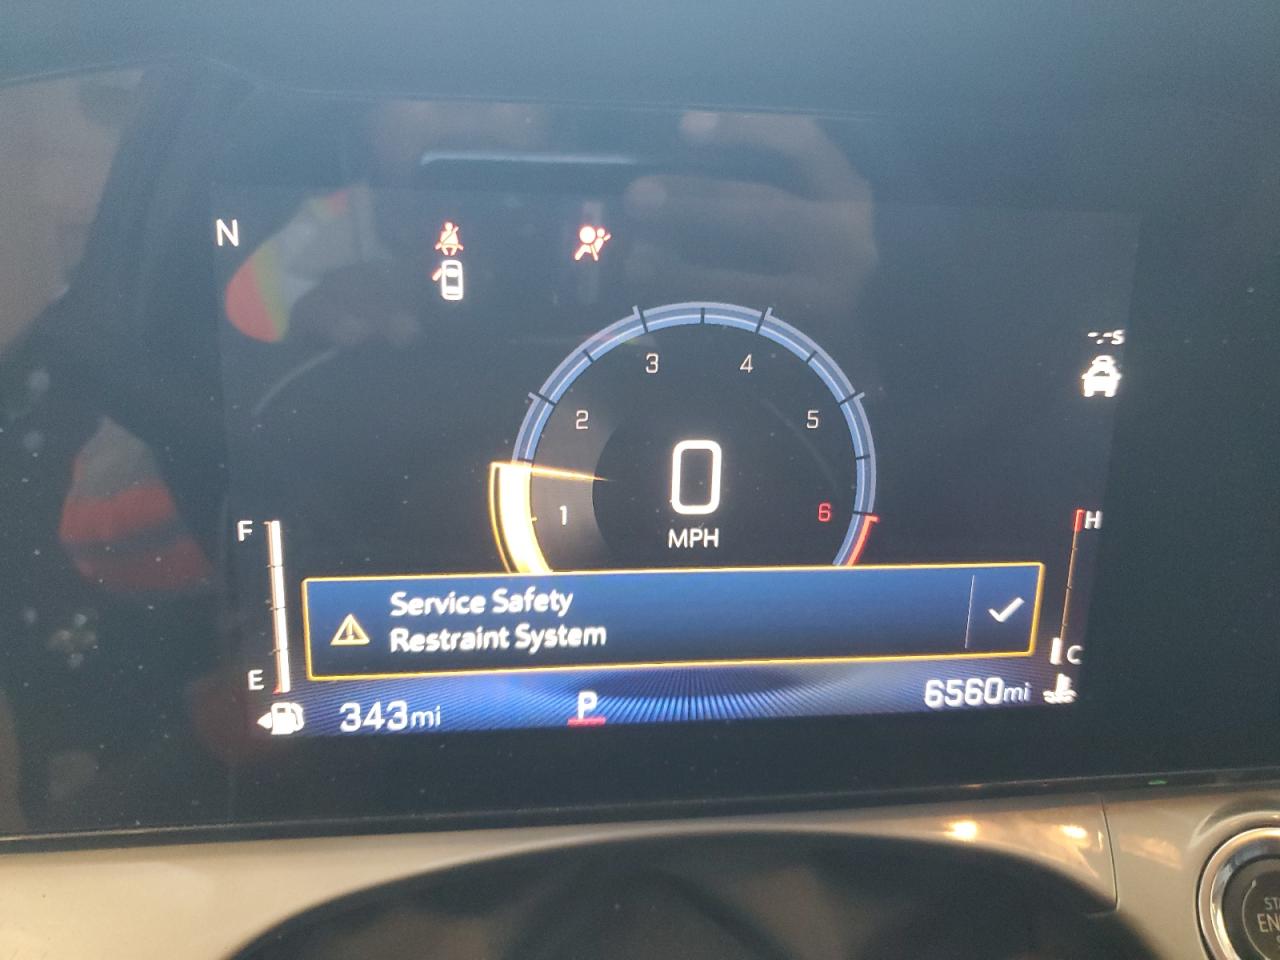 N
-.-s
3
4
2
5
1
0
6
MPH
F
H
Service Safety
Restraint System
E
C
343mi
P
6560mi